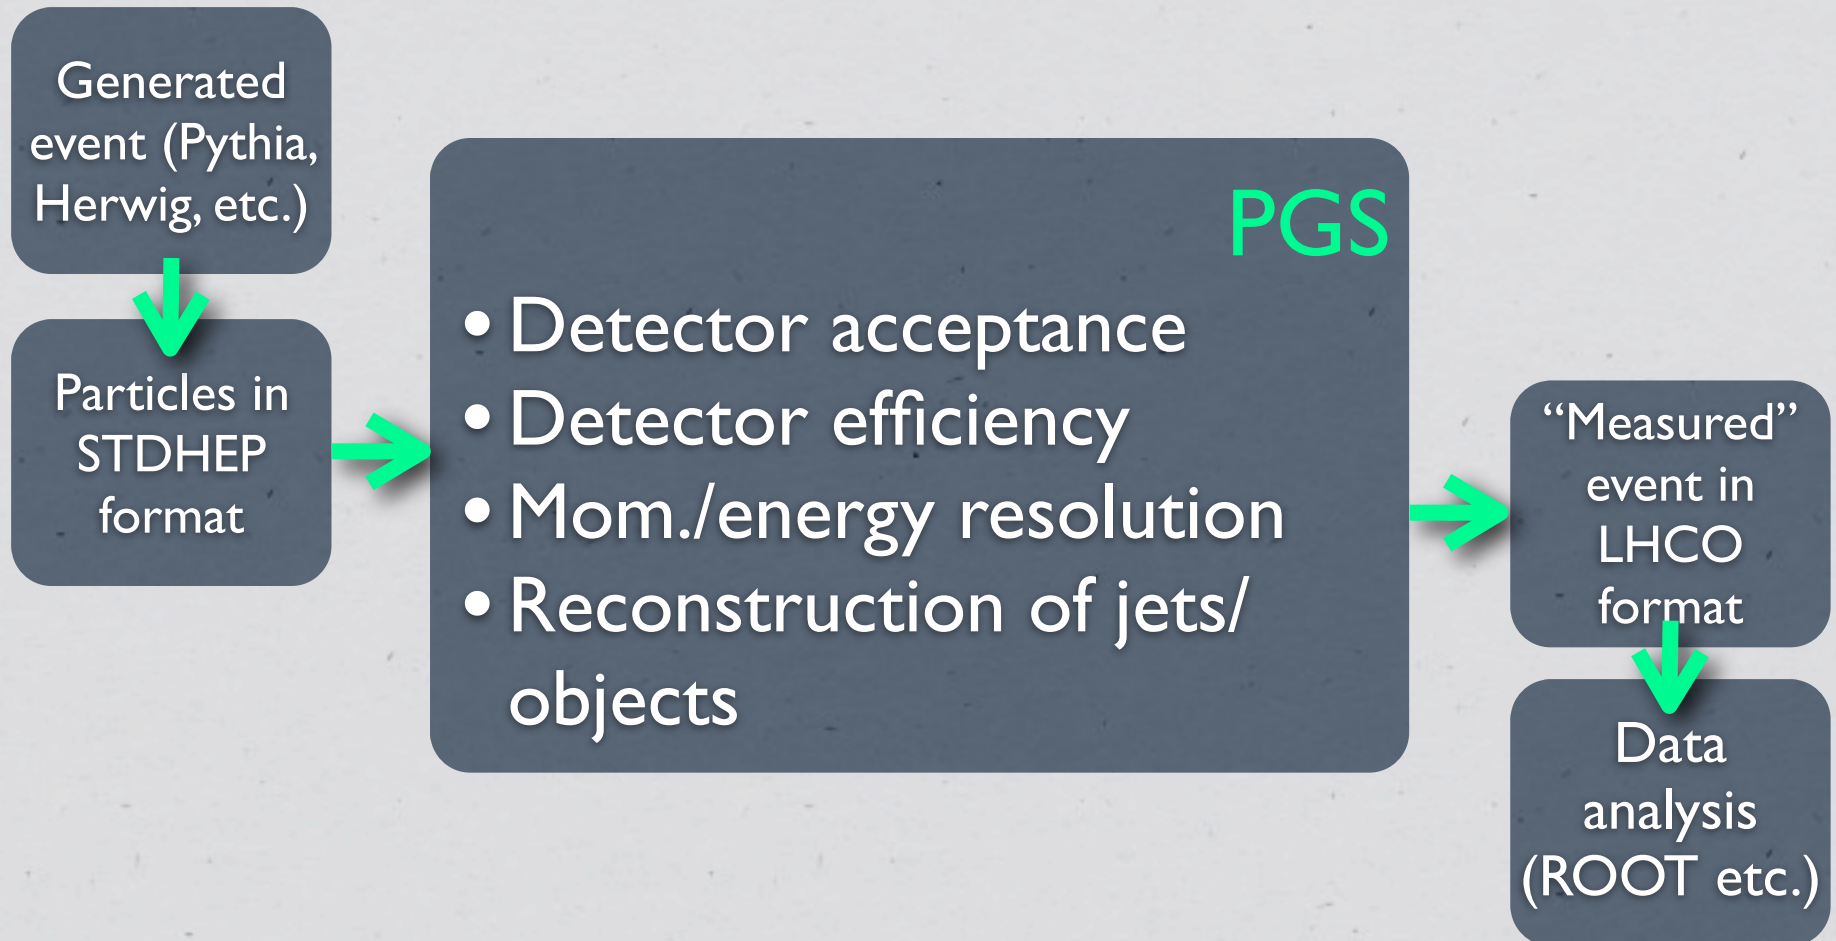 Generated
event (Pythia,
Herwig, etc.)
Particles in
STDHEP
format
PGS
• Detector acceptance
• Detector efficiency
• Mom./energy resolution
• Reconstruction of jets/
objects
“Measured”
event in
LHCO
format
Data
analysis
(ROOT etc.)